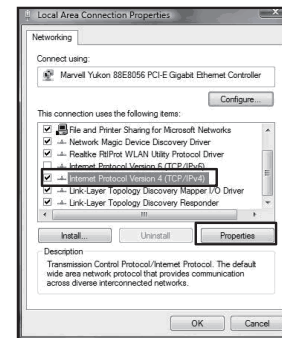 Local Area Connection Properties
Networking
Connect using:
Marvell Yukon 88E8056 PCI-E Gigabit Ethernet Controller
Configure...
This connection uses the following items:
File and Printer Sharing for Microsoft Networks
Network Magic Device Discovery Driver
Realtke RtlProt WLAN Utility Protocol Driver
Internet Protocol Version 6 (TCP/IPv6)
Internet Protocol Version 4 (TCP/IPv4)
Link-Layer Topology Discovery Mapper I/O Driver
Link-Layer Topology Discovery Responder
Install...
Uninstall
Properties
Description
Transmission Control Protocol/Internet Protocol. The default
wide area network protocol that provides communication
across diverse interconnected networks.
OK
Cancel